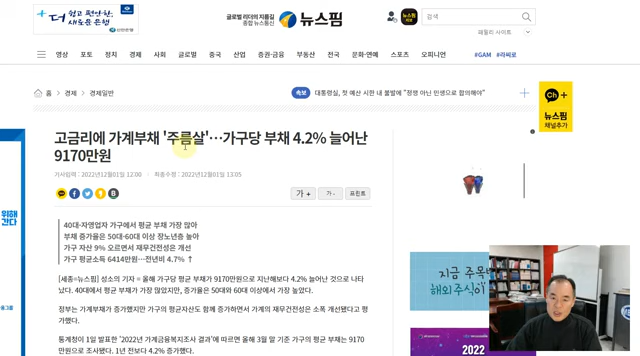 더 쉽고 편안한,
새로운 은행
신한은행
글로벌 리더의 지름길
종합 뉴스통신
뉴스핌
뉴스핌
검색
패밀리 사이트
영상 포토 정치 경제 사회 글로벌 중국 산업 증권·금융 부동산 전국 문화·연예 스포츠 오피니언 #GAM #라씨로
홈 > 경제 > 경제일반
속보 대통령실, 첫 예산 시한 내 불발에 "정쟁 아닌 민생으로 합의해야"
Ch +
뉴스핌
채널추가
고금리에 가계부채 '주름살'…가구당 부채 4.2% 늘어난
9170만원
기사입력 : 2022년12월01일 12:00 최종수정 : 2022년12월01일 13:05
가 + 가 - 프린트
40대·자영업자 가구에서 평균 부채 가장 많아
부채 증가율은 50대·60대 이상 장노년층 높아
가구 자산 9% 오르면서 재무건전성은 개선
가구 평균소득 6414만원…전년비 4.7% ↑
[세종=뉴스핌] 성소의 기자 = 올해 가구당 평균 부채가 9170만원으로 지난해보다 4.2% 늘어난 것으로 나타
났다. 40대에서 평균 부채가 가장 많았지만, 증가율은 50대와 60대 이상에서 가장 높았다.
정부는 가계부채가 증가했지만 가구의 평균자산도 함께 증가하면서 가계의 재무건전성은 소폭 개선됐다고 평
가했다.
통계청이 1일 발표한 '2022년 가계금융복지조사 결과'에 따르면 올해 3월 말 기준 가구의 평균 부채는 9170
만원으로 조사됐다. 1년 전보다 4.2% 증가했다.
위해
간다
지금 주목
해외주식이
2022